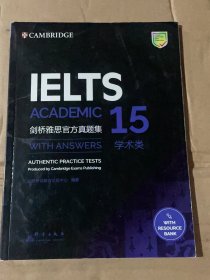 CAMBRIDGE
IELTS
ACADEMIC
剑桥雅思官方真题集
15
WITH ANSWERS
学术类
AUTHENTIC PRACTICE TESTS
Produced by Cambridge Exams Publishing
WITH
RESOURCE
BANK